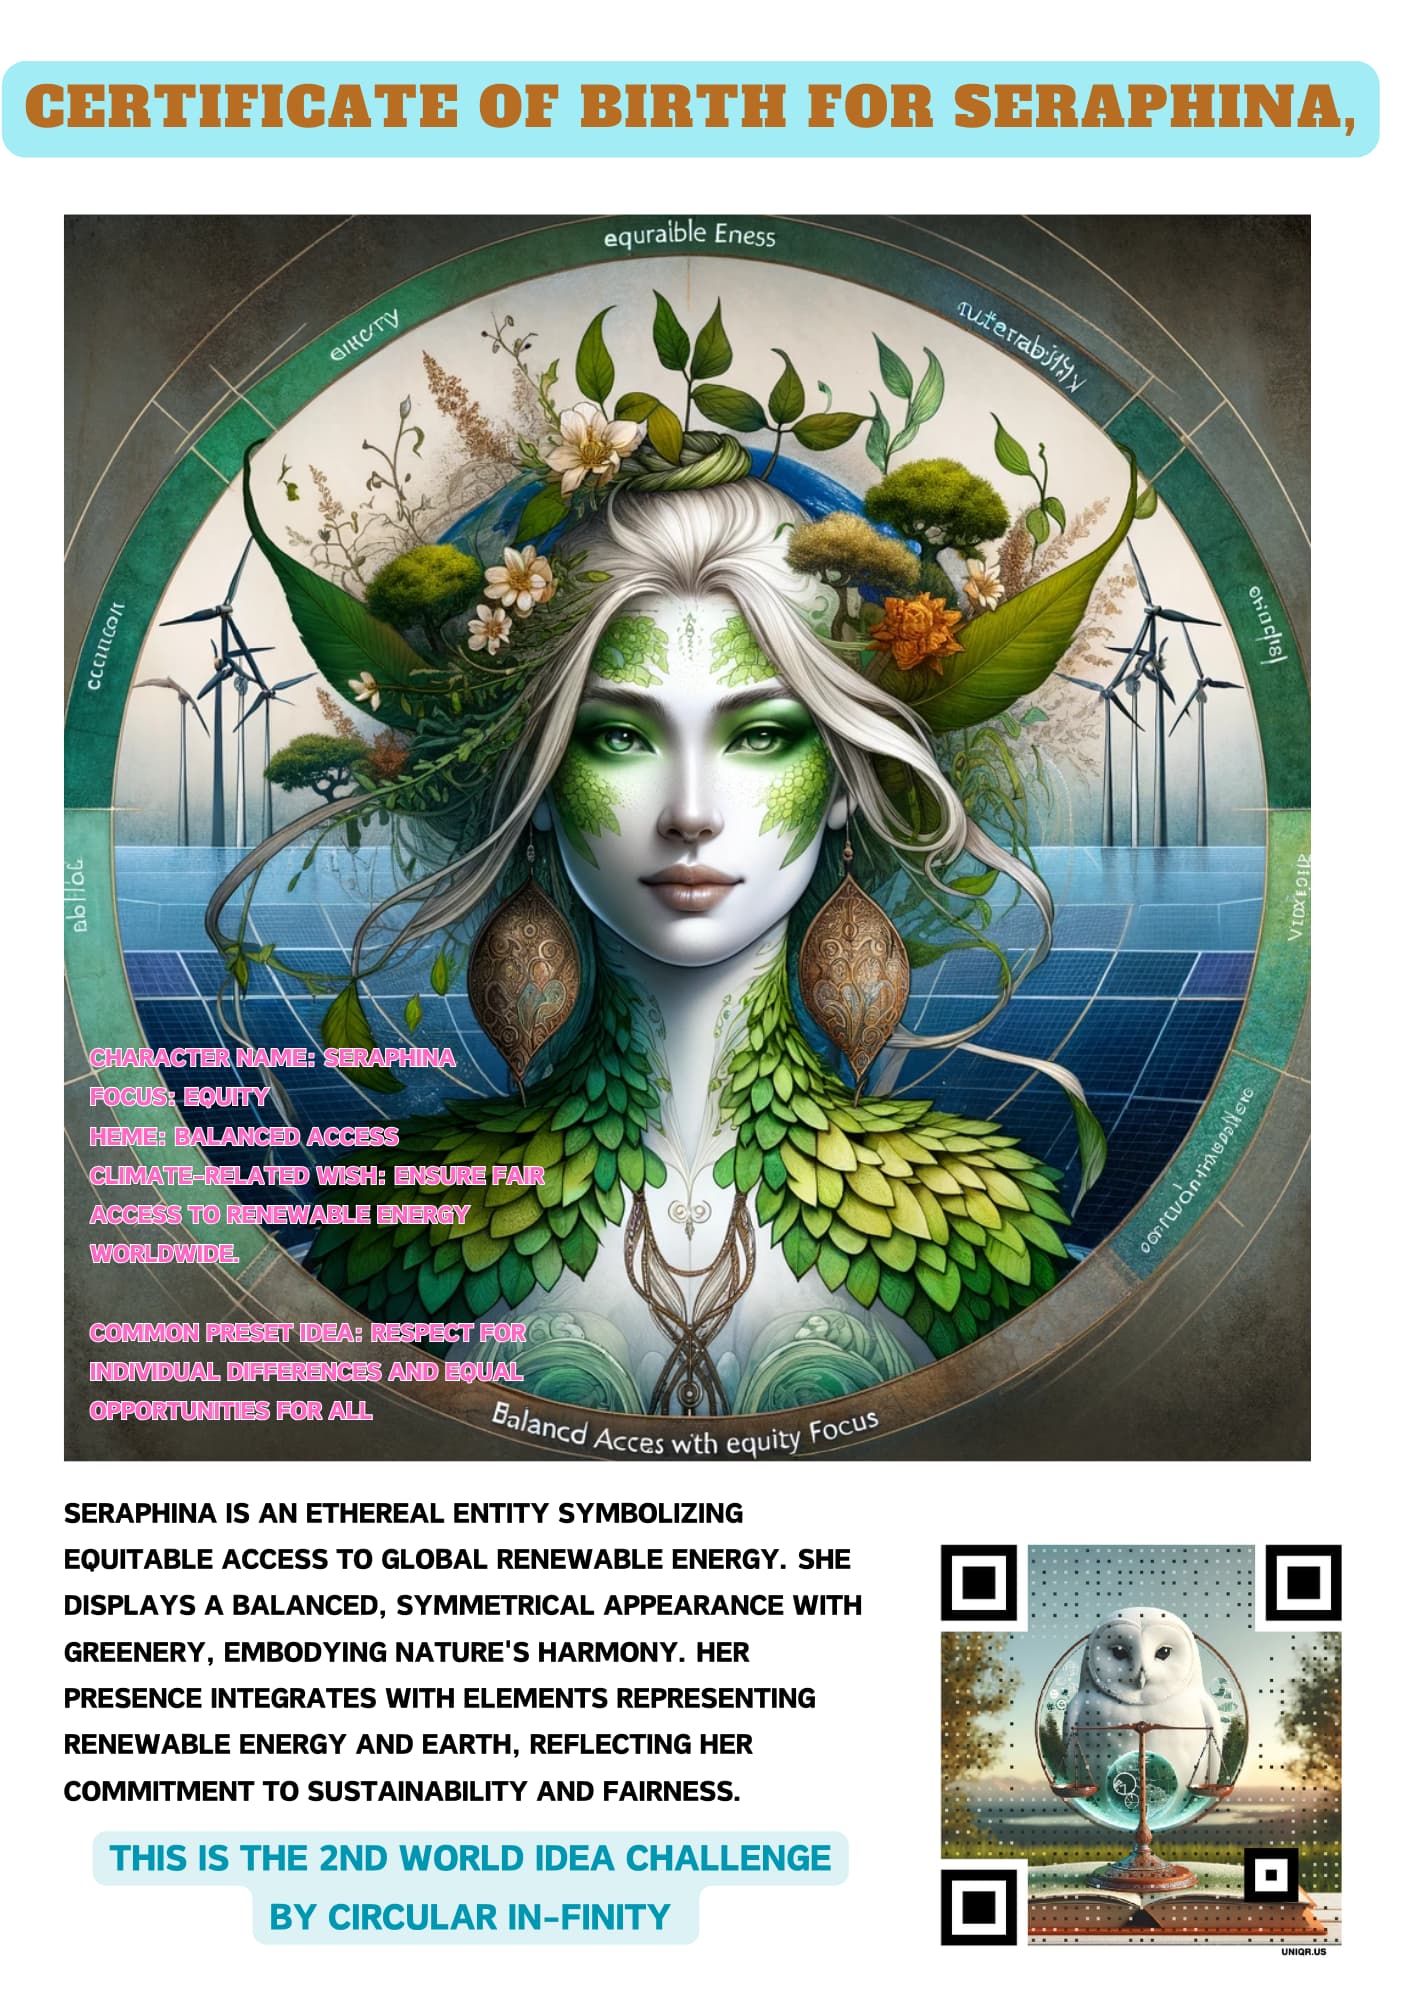 CERTIFICATE OF BIRTH FOR SERAPHINA,
equraible Eness
CHARACTER NAME: SERAPHINA
FOCUS: EQUITY
HEME: BALANCED ACCESS
CLIMATE-RELATED WISH: ENSURE FAIR
ACCESS TO RENEWABLE ENERGY
WORLDWIDE.
COMMON PRESET IDEA: RESPECT FOR
INDIVIDUAL DIFFERENCES AND EQUAL
OPPORTUNITIES FOR ALL
Balancd Acces wth equity Focus
SERAPHINA IS AN ETHEREAL ENTITY SYMBOLIZING
EQUITABLE ACCESS TO GLOBAL RENEWABLE ENERGY. SHE
DISPLAYS A BALANCED, SYMMETRICAL APPEARANCE WITH
GREENERY, EMBODYING NATURE'S HARMONY. HER
PRESENCE INTEGRATES WITH ELEMENTS REPRESENTING
RENEWABLE ENERGY AND EARTH, REFLECTING HER
COMMITMENT TO SUSTAINABILITY AND FAIRNESS.
THIS IS THE 2ND WORLD IDEA CHALLENGE
BY CIRCULAR IN-FINITY
UNIQR.US